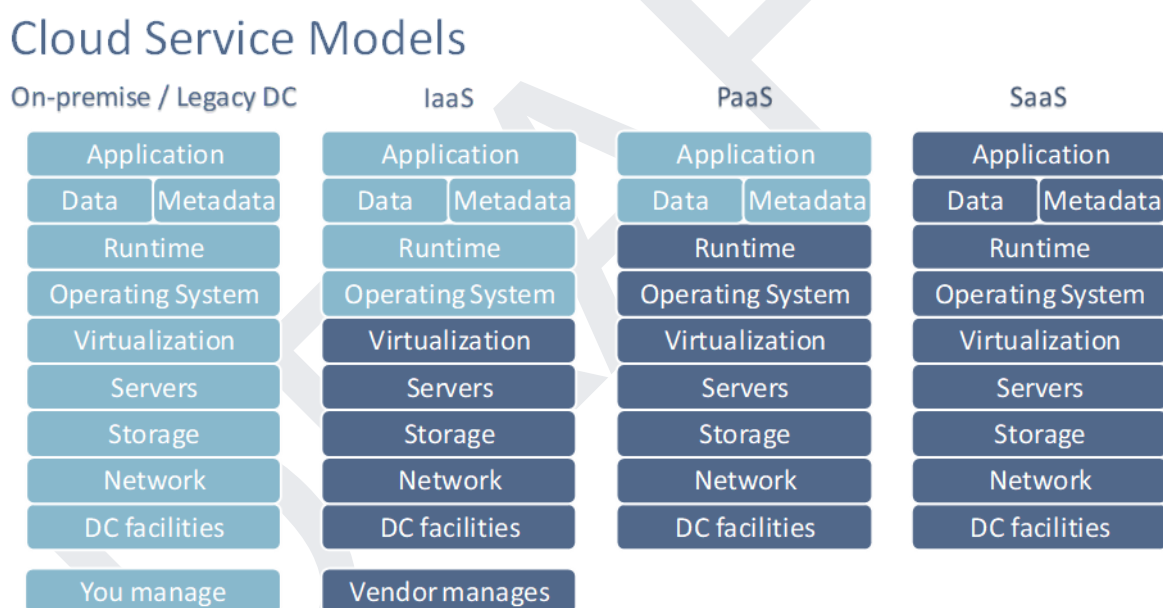 Cloud Service Models
On-premise / Legacy DC IaaS PaaS SaaS
Application Application Application Application
Data Metadata Data Metadata Data Metadata Data Metadata
Runtime Runtime Runtime Runtime
Operating System Operating System Operating System Operating System
Virtualization Virtualization Virtualization Virtualization
Servers Servers Servers Servers
Storage Storage Storage Storage
Network Network Network Network
DC facilities DC facilities DC facilities DC facilities
You manage Vendor manages